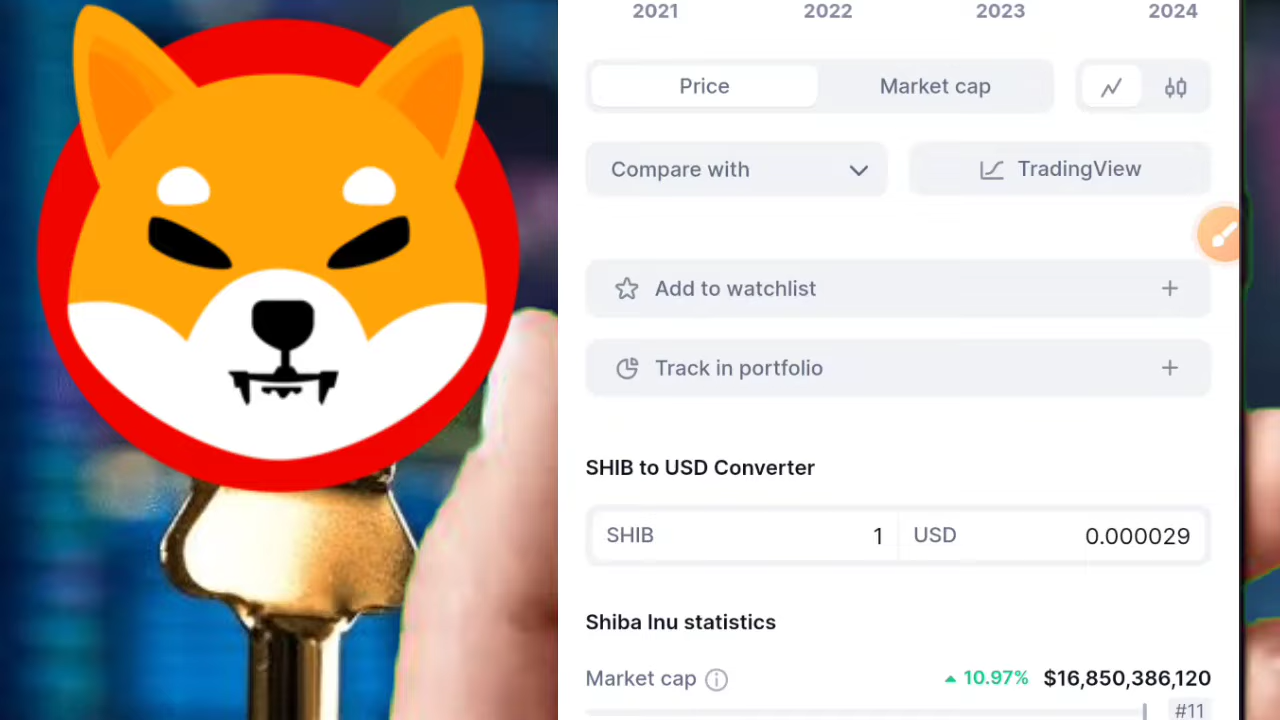 2021 2022 2023 2024
Price Market cap
Compare with TradingView
Add to watchlist
Track in portfolio
SHIB to USD Converter
SHIB 1 USD 0.000029
Shiba Inu statistics
Market cap 10.97% $16,850,386,120
#11